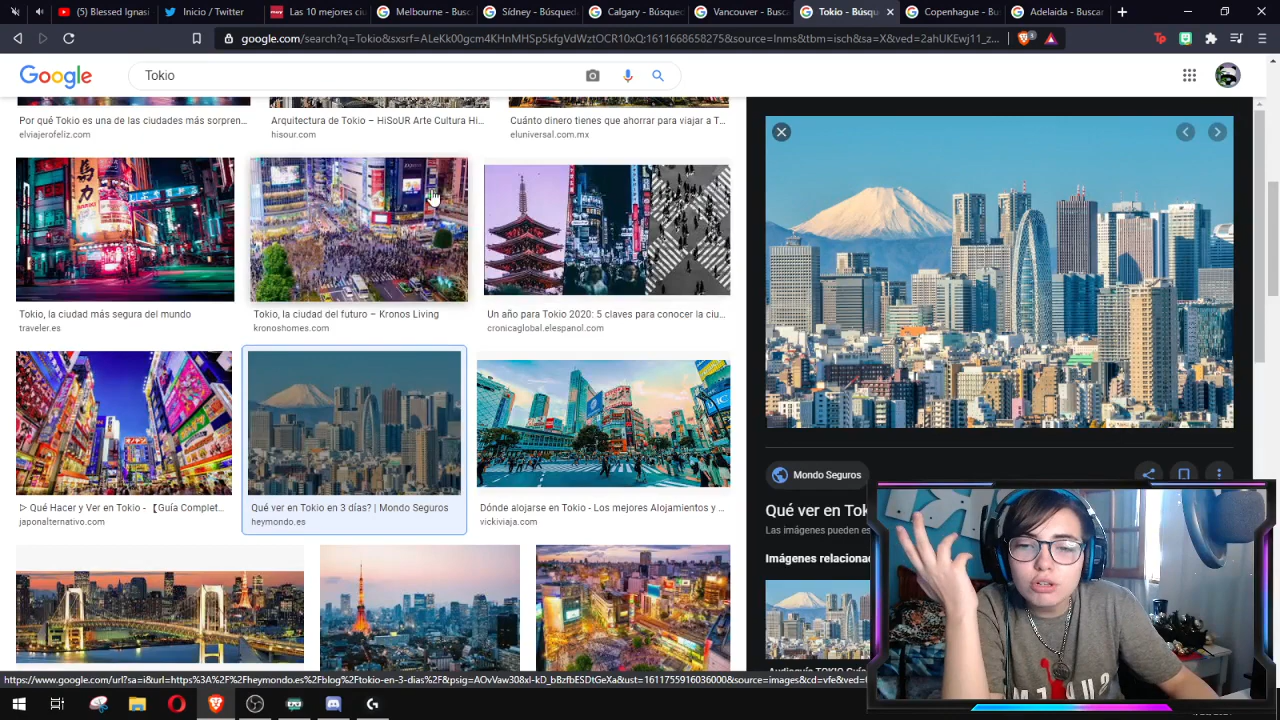 (5) Blessed Ignasi
Inicio / Twitter
Las 10 mejores ciu
Melbourne - Busc
Sídney - Búsqued
Calgary - Búsque
Vancouver - Busc
Tokio - Búsqu
Copenhague - Bu
Adelaida - Buscar
google.com/search?q=Tokio&sxsrf=ALeKk00gcm4KHnMHSp5kfgVdWztOCR10xQ:1611668658275&source=lnms&tbm=isch&sa=X&ved=2ahUKEwj11_z...
Google
Tokio
Por qué Tokio es una de las ciudades más sorpren...
elviajerofeliz.com
Arquitectura de Tokio – HiSoUR Arte Cultura Hi...
hisour.com
Cuánto dinero tienes que ahorrar para viajar a T...
eluniversal.com.mx
Tokio, la ciudad más segura del mundo
traveler.es
Tokio, la ciudad del futuro – Kronos Living
kronoshomes.com
Un año para Tokio 2020: 5 claves para conocer la ciu...
cronicaglobal.elespanol.com
▷ Qué Hacer y Ver en Tokio -【Guía Complet...
japonalternativo.com
Qué ver en Tokio en 3 días? | Mondo Seguros
heymondo.es
Dónde alojarse en Tokio - Los mejores Alojamientos y ...
vickiviaja.com
Mondo Seguros
Qué ver en Tok
Las imágenes pueden es
Imágenes relacionad
https://www.google.com/url?sa=i&url=https%3A%2F%2Fheymondo.es%2Fblog%2Ftokio-en-3-dias%2F&psig=AOvVaw308xl-kD_bBzfbESDtGeXa&ust=1611755916036000&source=images&cd=vfe&ved=